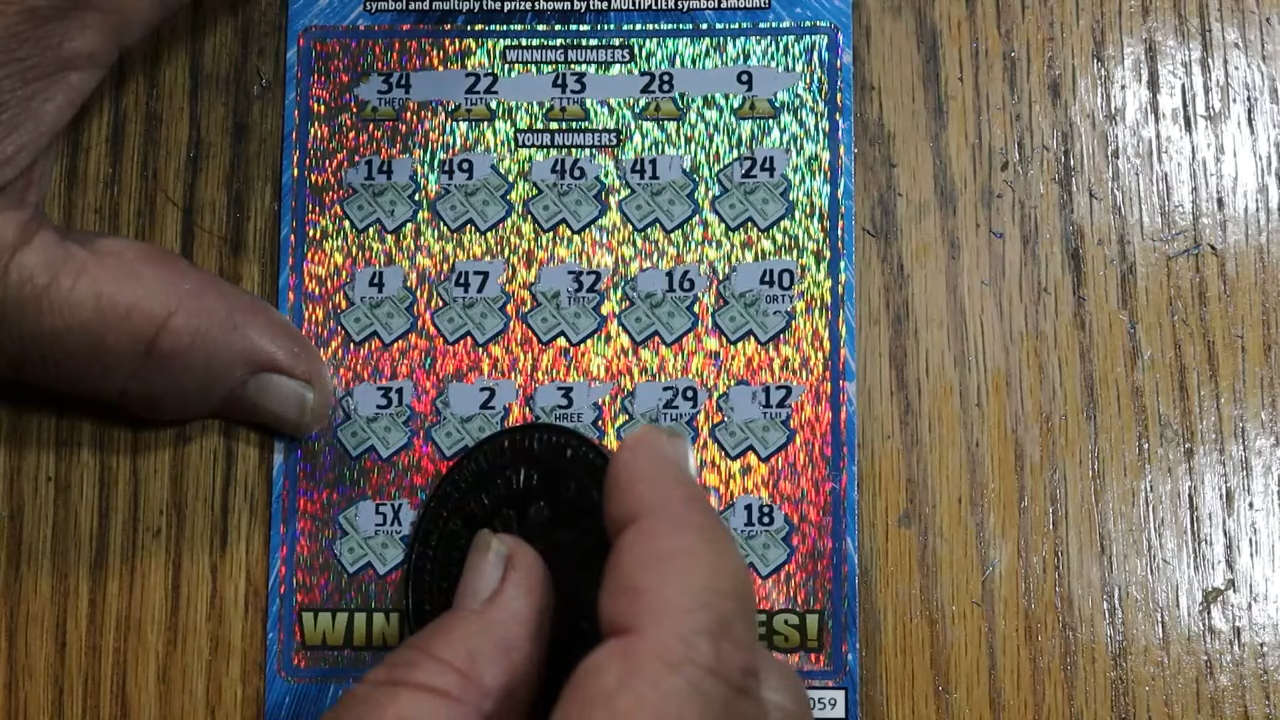 symbol and multiply the prize shown by the MULTIPLIER symbol amount!
WINNING NUMBERS
34 22 43 28 9
YOUR NUMBERS
14 49 46 41 24
4 47 32 16 40
ORTY
31 2 3 29 12
HREE
5X 18
WIN ES!
059